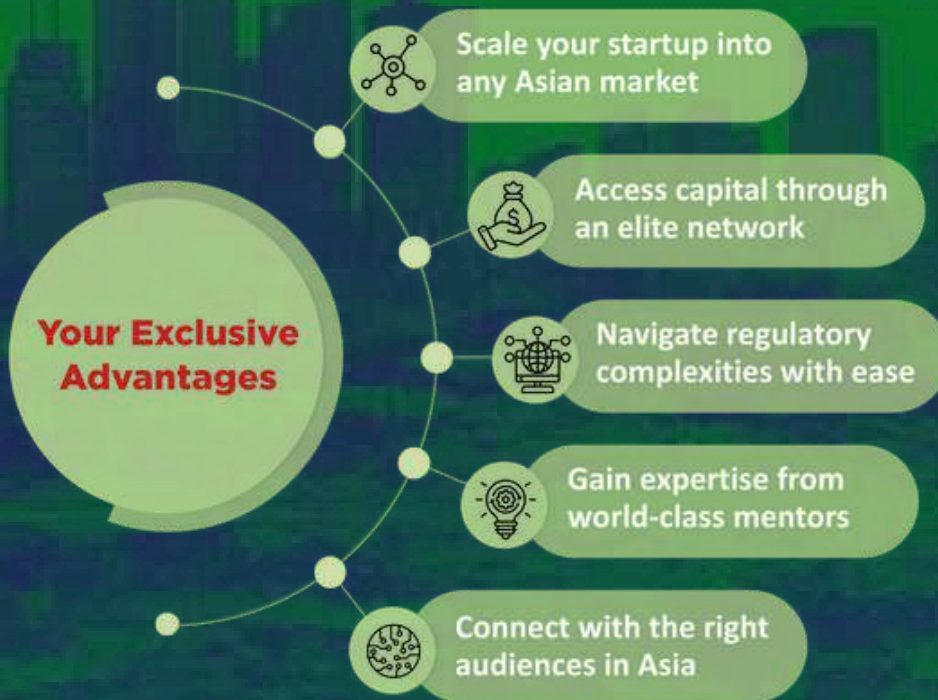 Scale your startup into
any Asian market
Access capital through
an elite network
Your Exclusive
Advantages
Navigate regulatory
complexities with ease
Gain expertise from
world-class mentors
Connect with the right
audiences in Asia